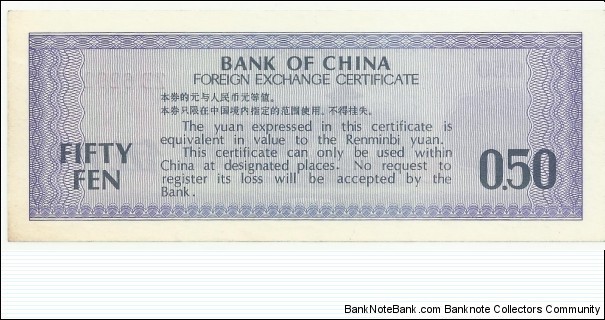 BANK OF CHINA
FOREIGN EXCHANGE CERTIFICATE
本券的元与人民币元等值。
本券只限在中国境内指定的范围使用，不得挂失。
The yuan expressed in this certificate is
equivalent in value to the Renminbi yuan.
This certificate can only be used within
China at designated places. No request to
register its loss will be accepted by the
Bank.
FIFTY
FEN
0.50
BankNoteBank.com Banknote Collectors Community